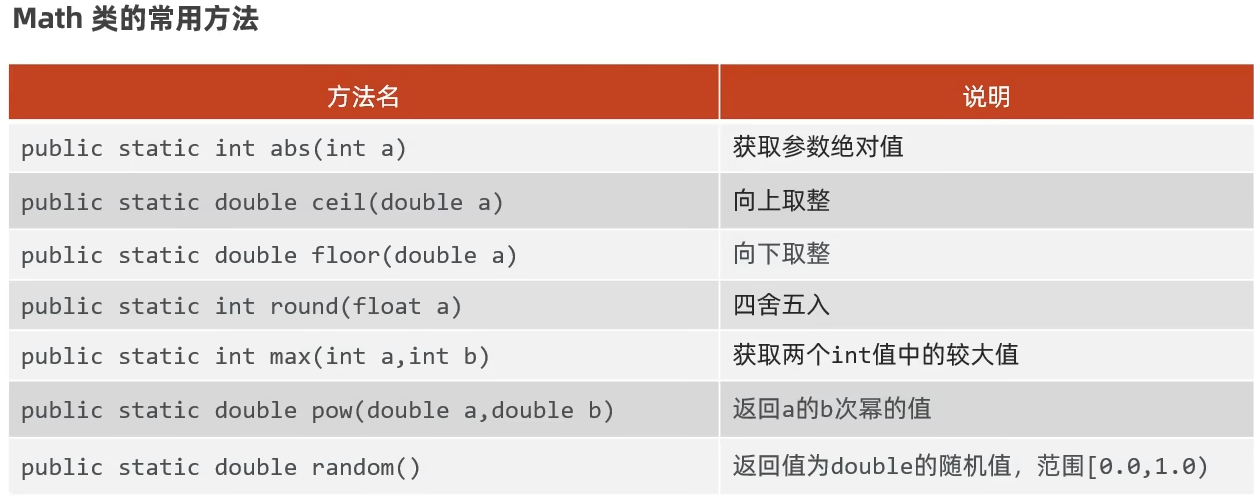 Math 类的常用方法
方法名 说明
public static int abs(int a) 获取参数绝对值
public static double ceil(double a) 向上取整
public static double floor(double a) 向下取整
public static int round(float a) 四舍五入
public static int max(int a,int b) 获取两个int值中的较大值
public static double pow(double a,double b) 返回a的b次幂的值
public static double random() 返回值为double的随机值，范围[0.0,1.0)